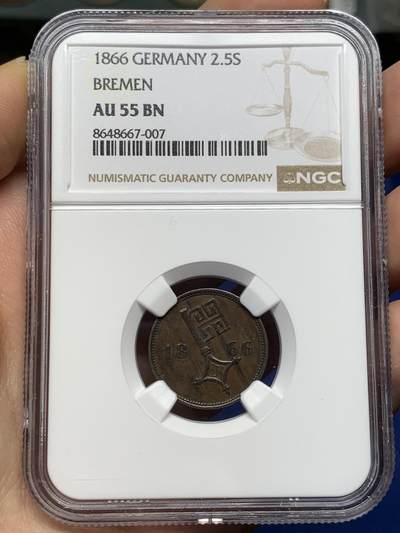 1866 GERMANY 2.5S
BREMEN
AU 55 BN
8648667-007
NUMISMATIC GUARANTY COMPANY NGC
18 66